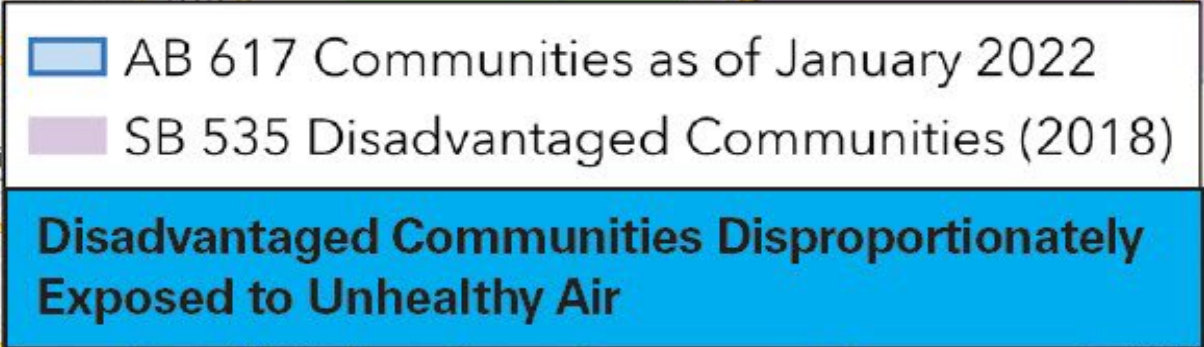 AB 617 Communities as of January 2022
SB 535 Disadvantaged Communities (2018)
Disadvantaged Communities Disproportionately
Exposed to Unhealthy Air